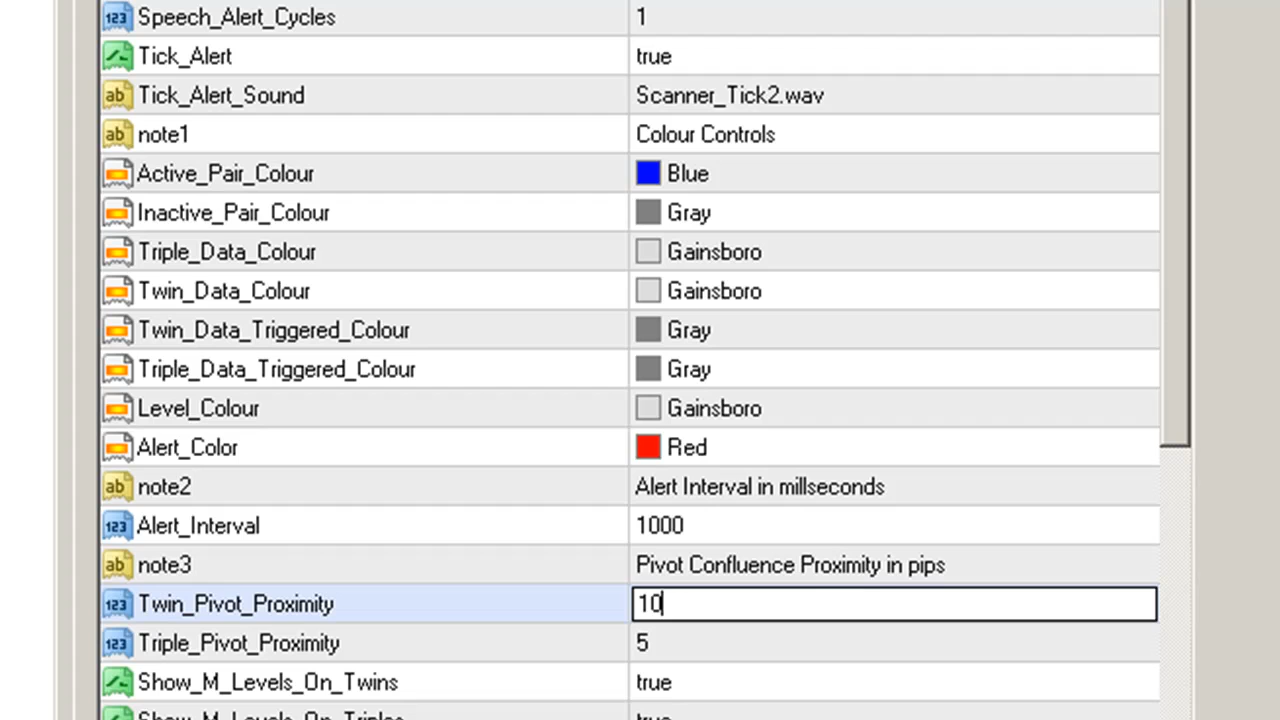 Speech_Alert_Cycles 1
Tick_Alert true
Tick_Alert_Sound Scanner_Tick2.wav
note1 Colour Controls
Active_Pair_Colour Blue
Inactive_Pair_Colour Gray
Triple_Data_Colour Gainsboro
Twin_Data_Colour Gainsboro
Twin_Data_Triggered_Colour Gray
Triple_Data_Triggered_Colour Gray
Level_Colour Gainsboro
Alert_Color Red
note2 Alert Interval in millseconds
Alert_Interval 1000
note3 Pivot Confluence Proximity in pips
Twin_Pivot_Proximity 10
Triple_Pivot_Proximity 5
Show_M_Levels_On_Twins true
Show_M_Levels_On_Triples true